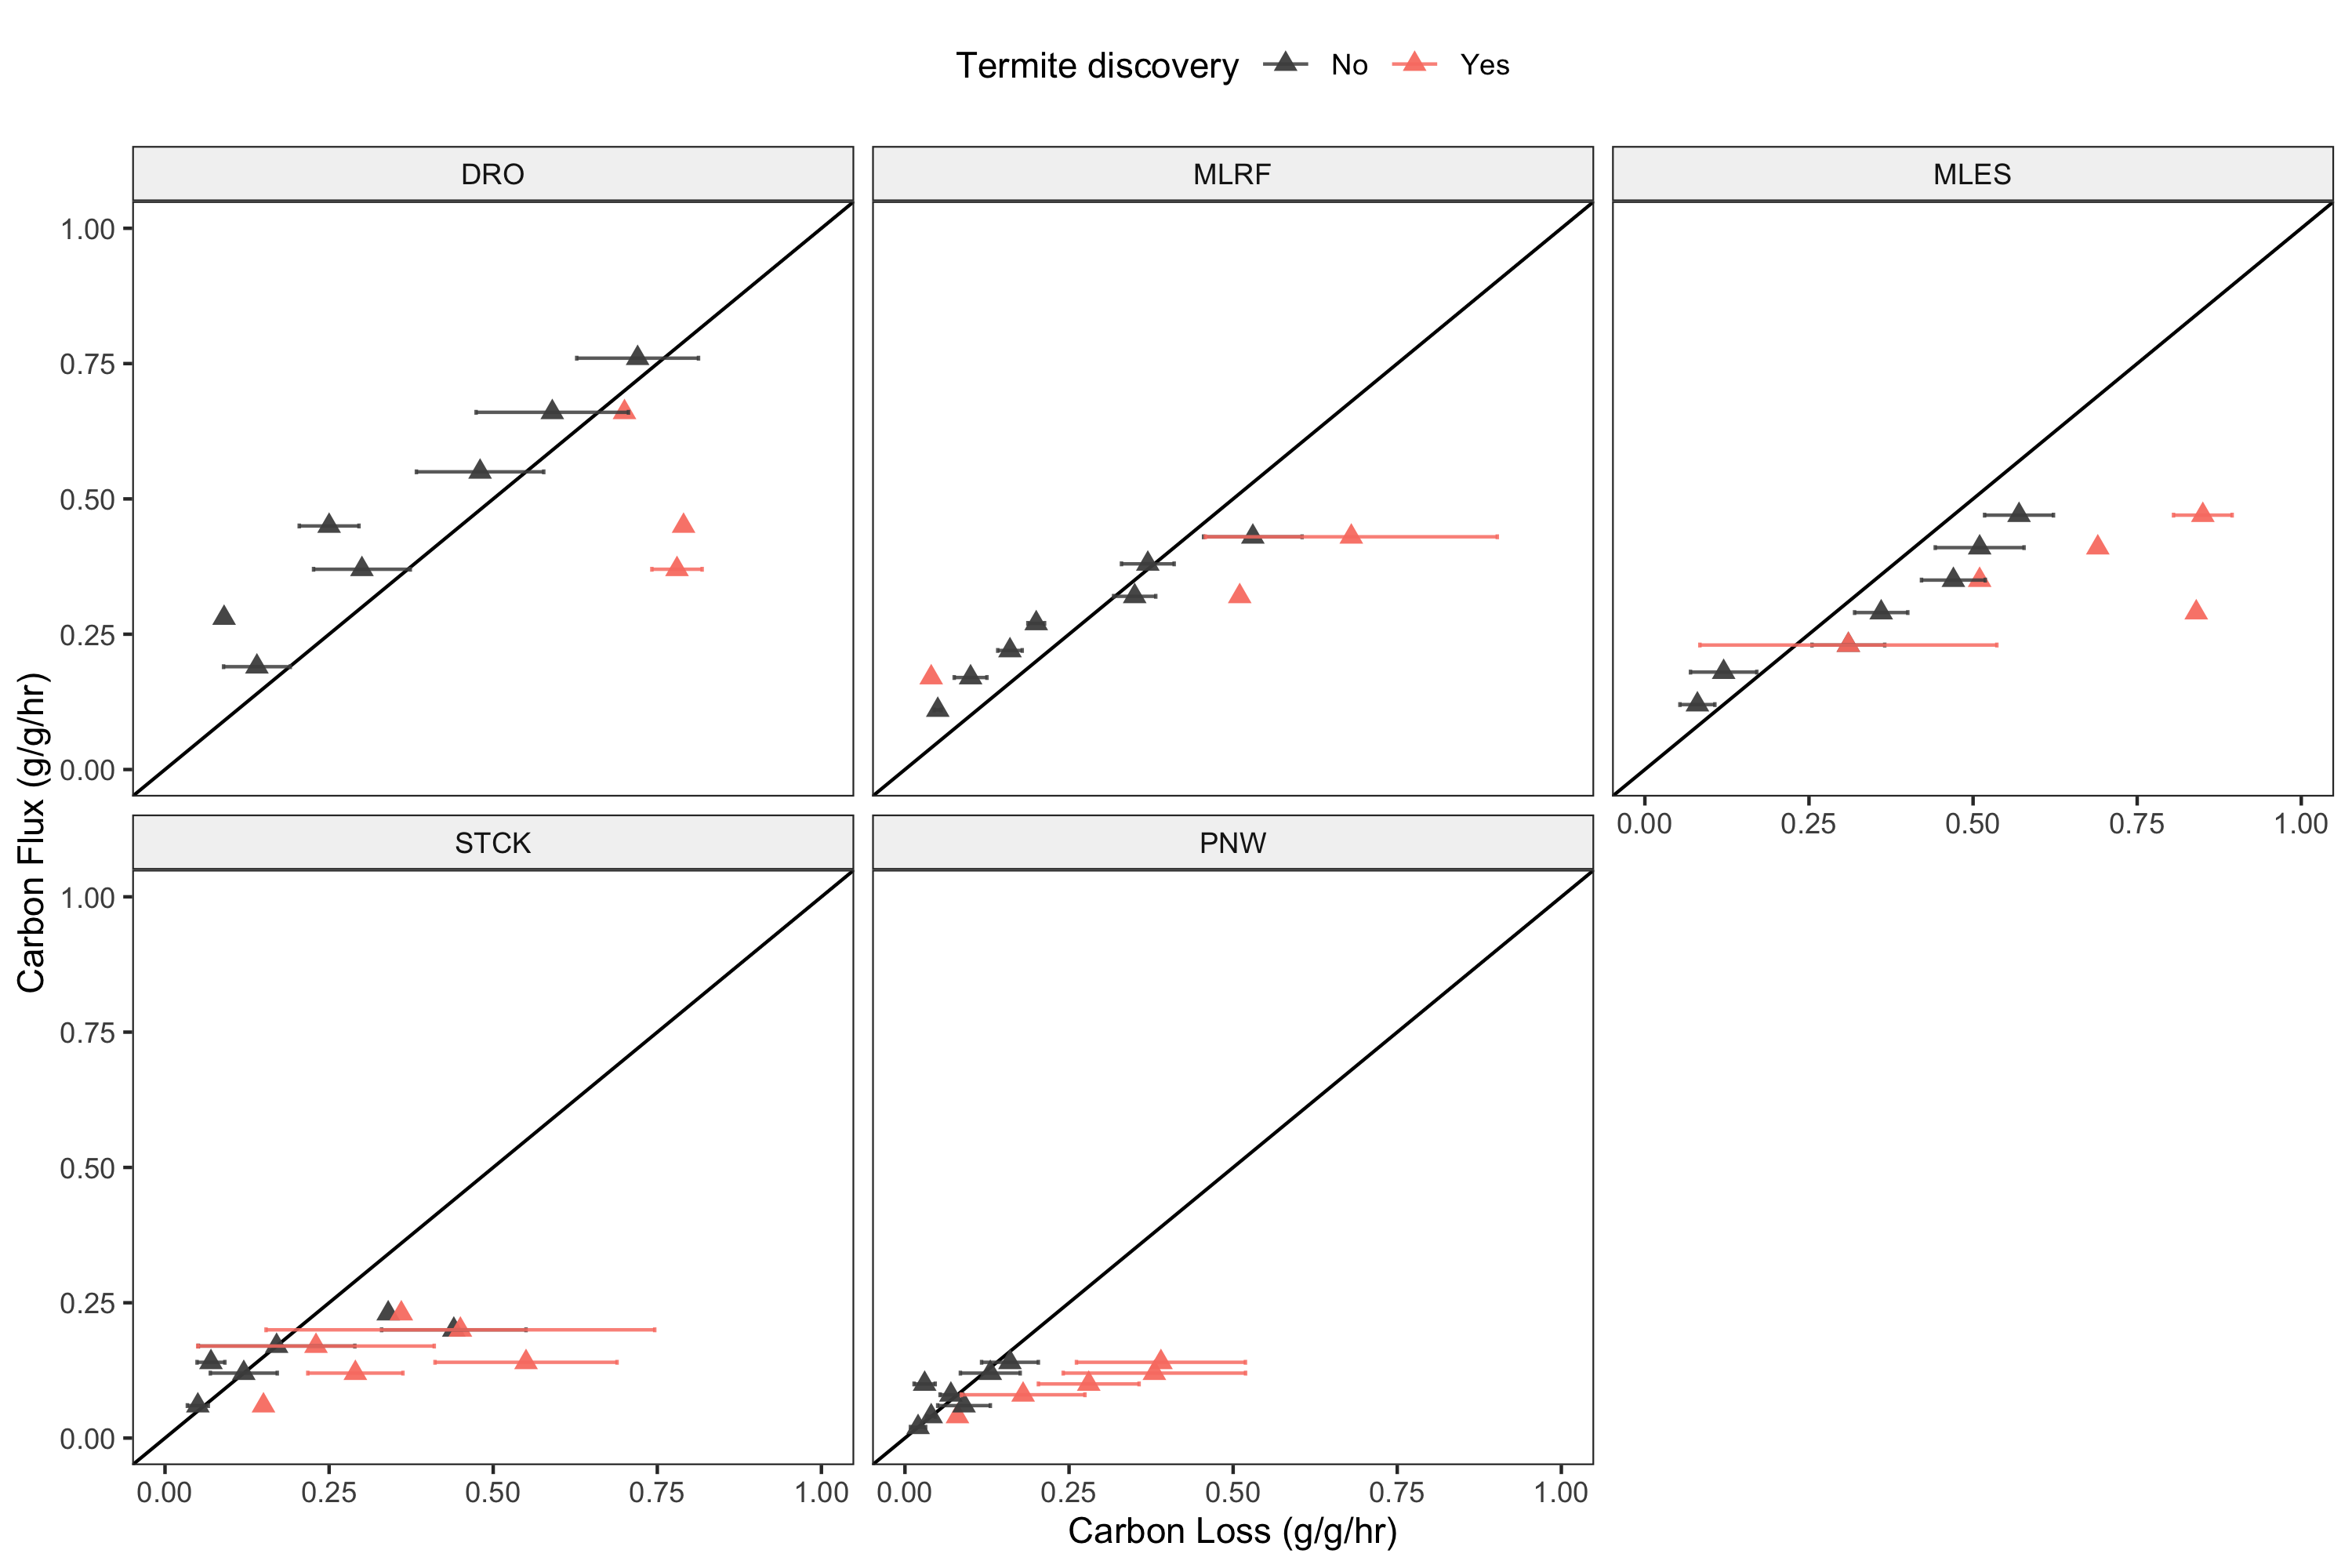 Termite discovery No Yes
DRO
MLRF
MLES
1.00
0.75
0.50
0.25
0.00
0.00 0.25 0.50 0.75 1.00
Carbon Flux (g/g/hr)
STCK
PNW
1.00
0.75
0.50
0.25
0.00
0.00 0.25 0.50 0.75 1.00
0.00 0.25 0.50 0.75 1.00
Carbon Loss (g/g/hr)